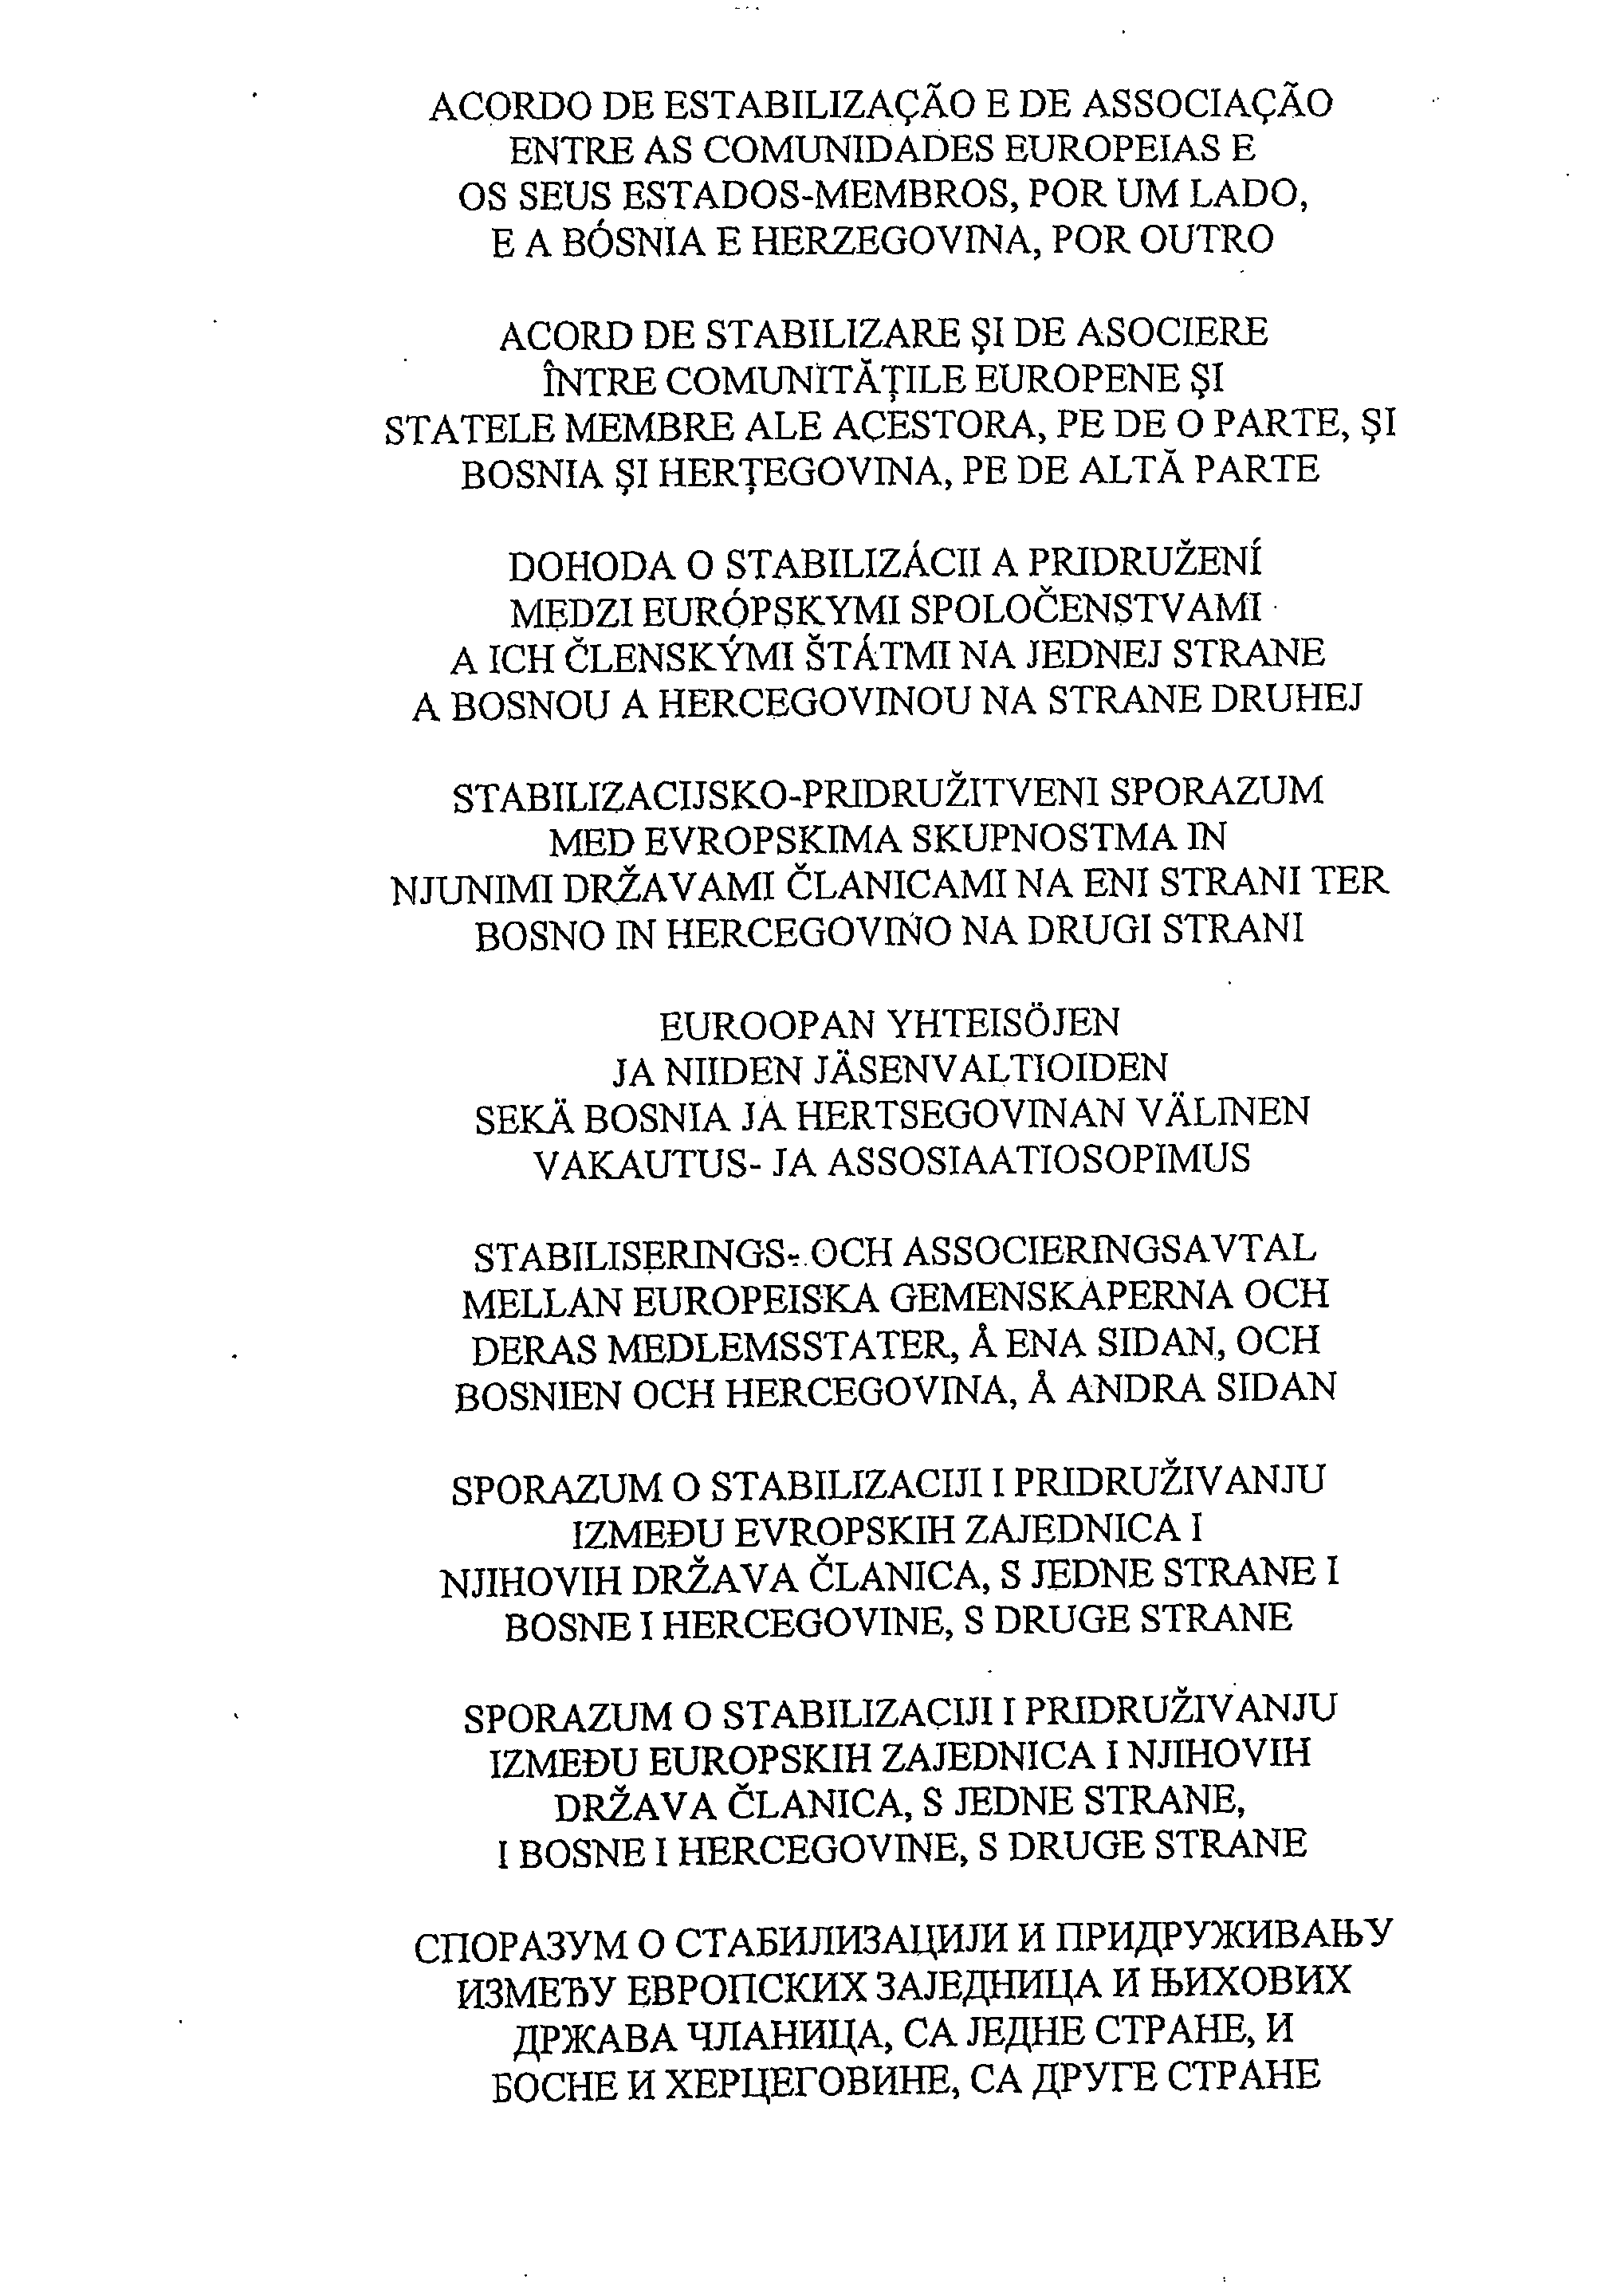 ACORDO DE ESTABILIZAÇÃO E DE ASSOCIAÇÃO
ENTRE AS COMUNIDADES EUROPEIAS E
OS SEUS ESTADOS-MEMBROS, POR UM LADO,
E A BÓSNIA E HERZEGOVINA, POR OUTRO
ACORD DE STABILIZARE ŞI DE ASOCIERE
ÎNTRE COMUNITĂŢILE EUROPENE ŞI
STATELE MEMBRE ALE ACESTORA, PE DE O PARTE, ŞI
BOSNIA ŞI HERŢEGOVINA, PE DE ALTĂ PARTE
DOHODA O STABILIZÁCII A PRIDRUŽENÍ
MEDZI EURÓPSKYMI SPOLOČENSTVAMI
A ICH ČLENSKÝMI ŠTÁTMI NA JEDNEJ STRANE
A BOSNOU A HERCEGOVINOU NA STRANE DRUHEJ
STABILIZACIJSKO-PRIDRUŽITVENI SPORAZUM
MED EVROPSKIMA SKUPNOSTMA IN
NJUNIMI DRŽAVAMI ČLANICAMI NA ENI STRANI TER
BOSNO IN HERCEGOVINO NA DRUGI STRANI
EUROOPAN YHTEISÖJEN
JA NIIDEN JÄSENVALTIOIDEN
SEKÄ BOSNIA JA HERTSEGOVINAN VÄLINEN
VAKAUTUS- JA ASSOSIAATIOSOPIMUS
STABILISERINGS- OCH ASSOCIERINGSAVTAL
MELLAN EUROPEISKA GEMENSKAPERNA OCH
DERAS MEDLEMSSTATER, Å ENA SIDAN, OCH
BOSNIEN OCH HERCEGOVINA, Å ANDRA SIDAN
SPORAZUM O STABILIZACIJI I PRIDRUŽIVANJU
IZMEĐU EVROPSKIH ZAJEDNICA I
NJIHOVIH DRŽAVA ČLANICA, S JEDNE STRANE I
BOSNE I HERCEGOVINE, S DRUGE STRANE
SPORAZUM O STABILIZACIJI I PRIDRUŽIVANJU
IZMEĐU EUROPSKIH ZAJEDNICA I NJIHOVIH
DRŽAVA ČLANICA, S JEDNE STRANE,
I BOSNE I HERCEGOVINE, S DRUGE STRANE
СПОРАЗУМ О СТАБИЛИЗАЦИЈИ И ПРИДРУЖИВАЊУ
ИЗМЕЂУ ЕВРОПСКИХ ЗАЈЕДНИЦА И ЊИХОВИХ
ДРЖАВА ЧЛАНИЦА, СА ЈЕДНЕ СТРАНЕ, И
БОСНЕ И ХЕРЦЕГОВИНЕ, СА ДРУГЕ СТРАНЕ